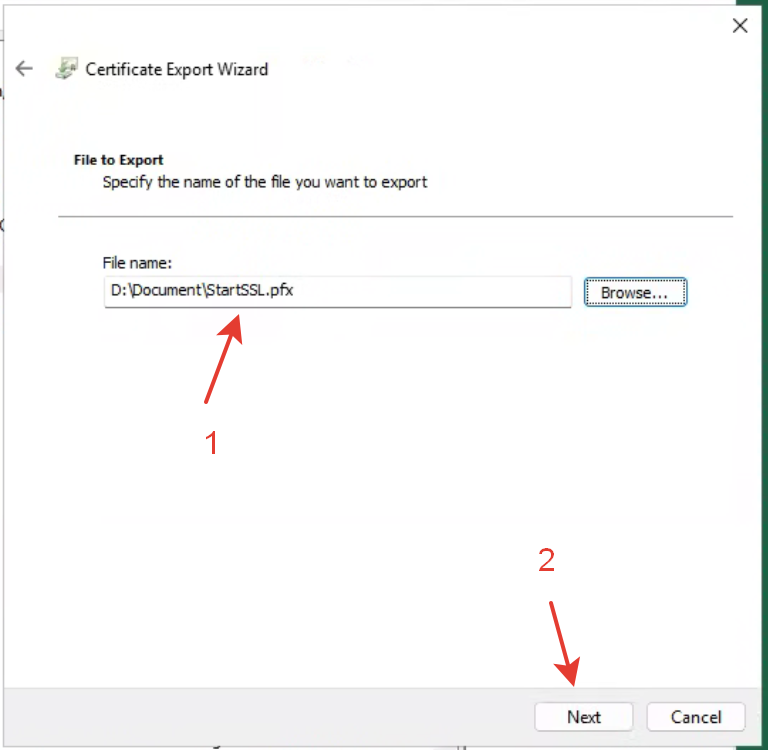 Certificate Export Wizard
File to Export
Specify the name of the file you want to export
File name:
D:\Document\StartSSL.pfx
Browse...
1
2
Next
Cancel